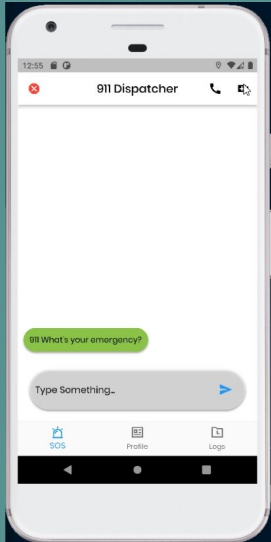 12:55
911 Dispatcher
911 What's your emergency?
Type Something...
SOS
Profile
Logs